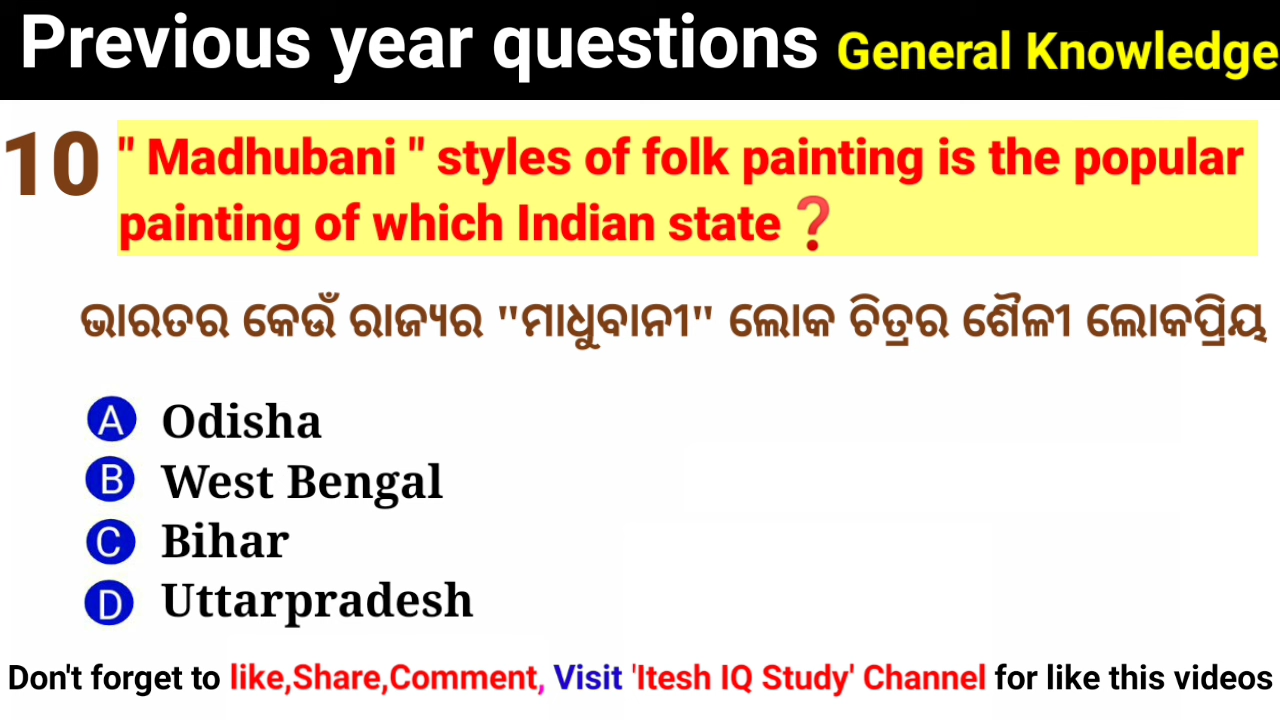 Previous year questions General Knowledge
10 " Madhubani " styles of folk painting is the popular
painting of which Indian state ❓
ଭାରତର କେଉଁ ରାଜ୍ୟର "ମାଧୁବାନୀ" ଲୋକ ଚିତ୍ରର ଶୈଳୀ ଲୋକପ୍ରିୟ
A Odisha
B West Bengal
C Bihar
D Uttarpradesh
Don't forget to like,Share,Comment, Visit 'Itesh IQ Study' Channel for like this videos